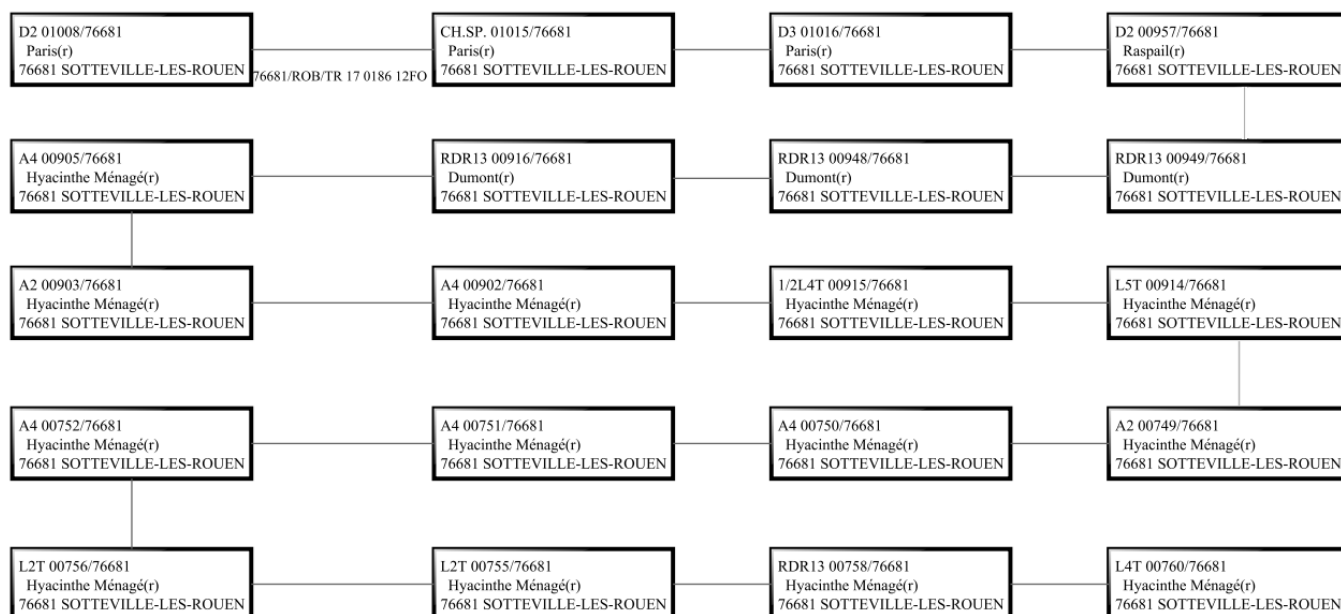 D2 01008/76681
Paris(r)
76681 SOTTEVILLE-LES-ROUEN
76681/ROB/TR 17 0186 12FO
CH.SP. 01015/76681
Paris(r)
76681 SOTTEVILLE-LES-ROUEN
D3 01016/76681
Paris(r)
76681 SOTTEVILLE-LES-ROUEN
D2 00957/76681
Raspail(r)
76681 SOTTEVILLE-LES-ROUEN
A4 00905/76681
Hyacinthe Ménagé(r)
76681 SOTTEVILLE-LES-ROUEN
RDR13 00916/76681
Dumont(r)
76681 SOTTEVILLE-LES-ROUEN
RDR13 00948/76681
Dumont(r)
76681 SOTTEVILLE-LES-ROUEN
RDR13 00949/76681
Dumont(r)
76681 SOTTEVILLE-LES-ROUEN
A2 00903/76681
Hyacinthe Ménagé(r)
76681 SOTTEVILLE-LES-ROUEN
A4 00902/76681
Hyacinthe Ménagé(r)
76681 SOTTEVILLE-LES-ROUEN
1/2L4T 00915/76681
Hyacinthe Ménagé(r)
76681 SOTTEVILLE-LES-ROUEN
L5T 00914/76681
Hyacinthe Ménagé(r)
76681 SOTTEVILLE-LES-ROUEN
A4 00752/76681
Hyacinthe Ménagé(r)
76681 SOTTEVILLE-LES-ROUEN
A4 00751/76681
Hyacinthe Ménagé(r)
76681 SOTTEVILLE-LES-ROUEN
A4 00750/76681
Hyacinthe Ménagé(r)
76681 SOTTEVILLE-LES-ROUEN
A2 00749/76681
Hyacinthe Ménagé(r)
76681 SOTTEVILLE-LES-ROUEN
L2T 00756/76681
Hyacinthe Ménagé(r)
76681 SOTTEVILLE-LES-ROUEN
L2T 00755/76681
Hyacinthe Ménagé(r)
76681 SOTTEVILLE-LES-ROUEN
RDR13 00758/76681
Hyacinthe Ménagé(r)
76681 SOTTEVILLE-LES-ROUEN
L4T 00760/76681
Hyacinthe Ménagé(r)
76681 SOTTEVILLE-LES-ROUEN